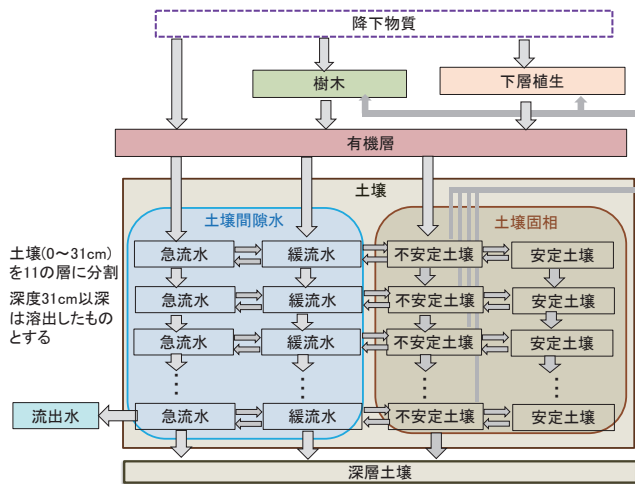 降下物質
樹木
下層植生
有機層
土壌
土壌間隙水
土壌固相
土壌(0～31cm)
を11の層に分割
深度31cm以深
は溶出したもの
とする
急流水
緩流水
不安定土壌
安定土壌
急流水
緩流水
不安定土壌
安定土壌
急流水
緩流水
不安定土壌
安定土壌
⋮
⋮
⋮
⋮
流出水
急流水
緩流水
不安定土壌
安定土壌
深層土壌